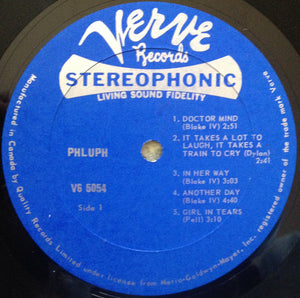 Verve
Records
STEREOPHONIC
LIVING SOUND FIDELITY
PHLUPH
V6 5054
Side 1
1. DOCTOR MIND
(Blake IV) 2:51
2. IT TAKES A LOT TO
LAUGH, IT TAKES A
TRAIN TO CRY (Dylan)
2:41
3. IN HER WAY
(Blake IV) 3:03
4. ANOTHER DAY
(Blake IV) 4:40
5. GIRL IN TEARS
(Pell) 3:10
Manufactured in Canada by Quality Records Limited under license from Metro-Goldwyn-Mayer, Inc. registered owner of the trade mark Verve